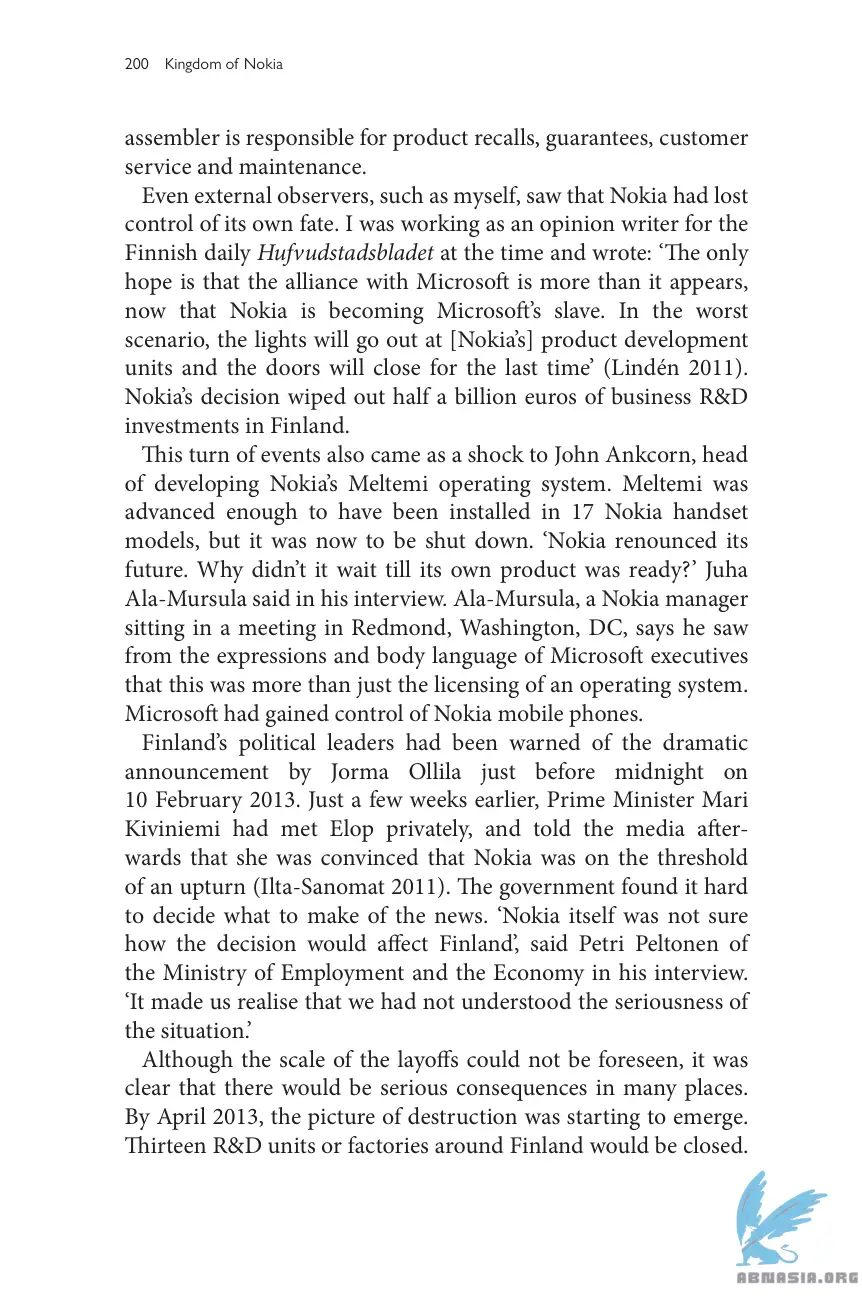 200 Kingdom of Nokia
assembler is responsible for product recalls, guarantees, customer
service and maintenance.
Even external observers, such as myself, saw that Nokia had lost
control of its own fate. I was working as an opinion writer for the
Finnish daily Hufvudstadsbladet at the time and wrote: ‘The only
hope is that the alliance with Microsoft is more than it appears,
now that Nokia is becoming Microsoft’s slave. In the worst
scenario, the lights will go out at [Nokia’s] product development
units and the doors will close for the last time’ (Lindén 2011).
Nokia’s decision wiped out half a billion euros of business R&D
investments in Finland.
This turn of events also came as a shock to John Ankcorn, head
of developing Nokia’s Meltemi operating system. Meltemi was
advanced enough to have been installed in 17 Nokia handset
models, but it was now to be shut down. ‘Nokia renounced its
future. Why didn’t it wait till its own product was ready?’ Juha
Ala-Mursula said in his interview. Ala-Mursula, a Nokia manager
sitting in a meeting in Redmond, Washington, DC, says he saw
from the expressions and body language of Microsoft executives
that this was more than just the licensing of an operating system.
Microsoft had gained control of Nokia mobile phones.
Finland’s political leaders had been warned of the dramatic
announcement by Jorma Ollila just before midnight on
10 February 2013. Just a few weeks earlier, Prime Minister Mari
Kiviniemi had met Elop privately, and told the media after-
wards that she was convinced that Nokia was on the threshold
of an upturn (Ilta-Sanomat 2011). The government found it hard
to decide what to make of the news. ‘Nokia itself was not sure
how the decision would affect Finland’, said Petri Peltonen of
the Ministry of Employment and the Economy in his interview.
‘It made us realise that we had not understood the seriousness of
the situation.’
Although the scale of the layoffs could not be foreseen, it was
clear that there would be serious consequences in many places.
By April 2013, the picture of destruction was starting to emerge.
Thirteen R&D units or factories around Finland would be closed.
ABNASIA.ORG